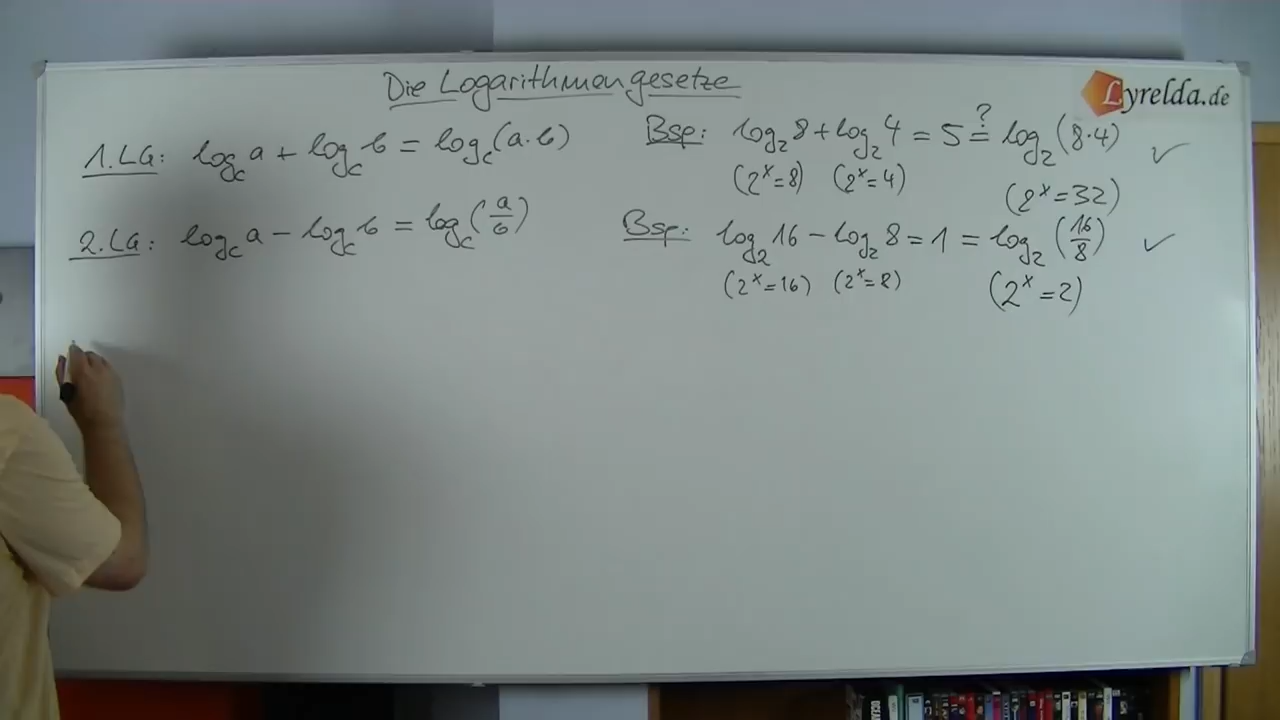 Die Logarithmengesetze
Lyrelda.de
1.LG: log_c a + log_c b = log_c(a·b)
Bsp: log_2 8 + log_2 4 = 5 ≟ log_2(8·4) ✓
(2^x=8) (2^x=4) (2^x=32)
2.LG: log_c a − log_c b = log_c(a/b)
Bsp: log_2 16 − log_2 8 = 1 = log_2(16/8) ✓
(2^x=16) (2^x=8) (2^x=2)